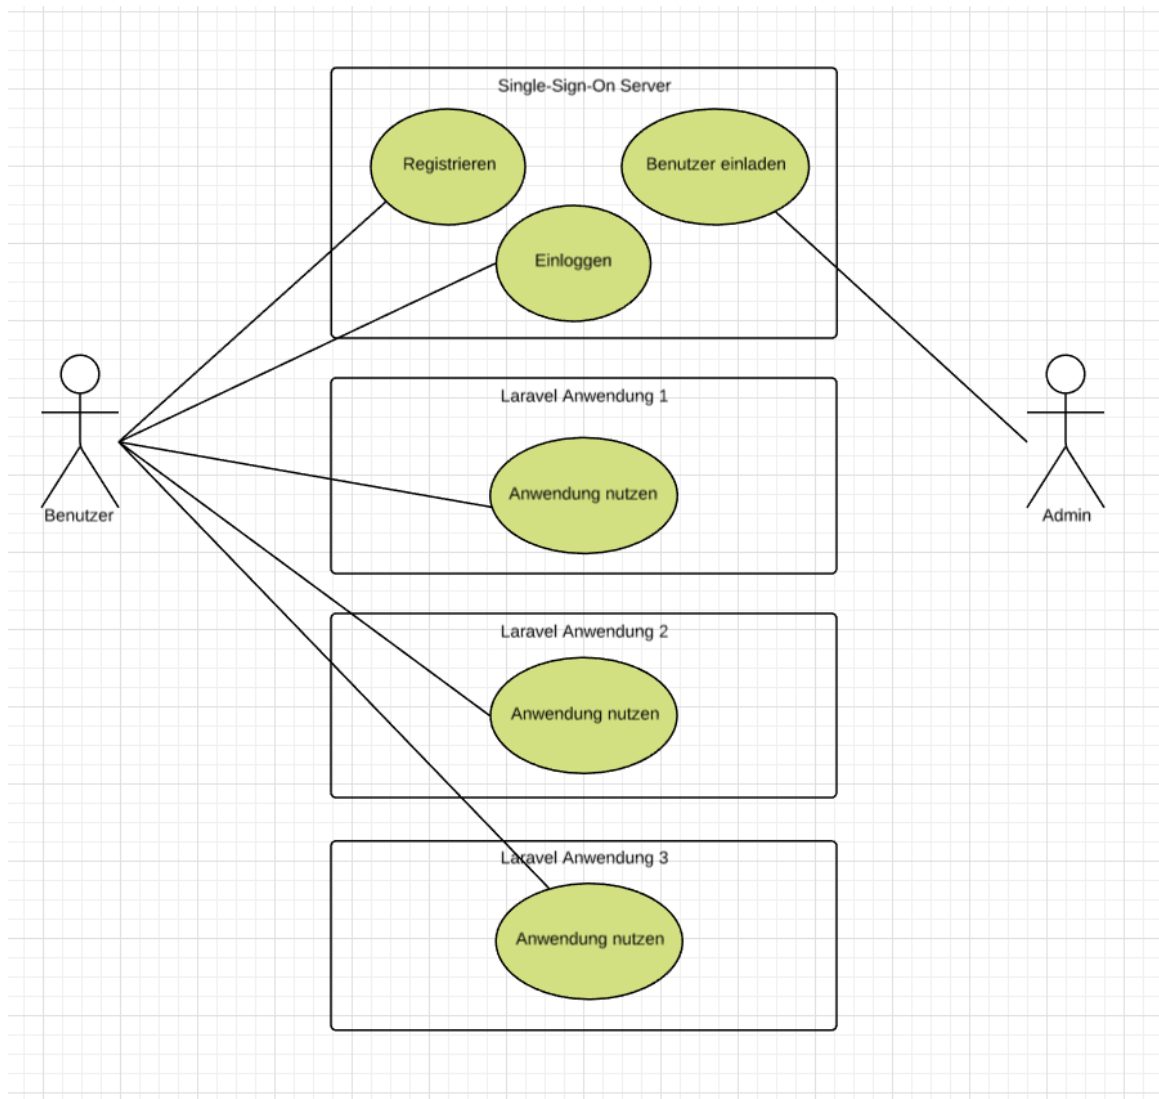 Single-Sign-On Server
Registrieren
Benutzer einladen
Einloggen
Laravel Anwendung 1
Anwendung nutzen
Benutzer
Admin
Laravel Anwendung 2
Anwendung nutzen
Laravel Anwendung 3
Anwendung nutzen